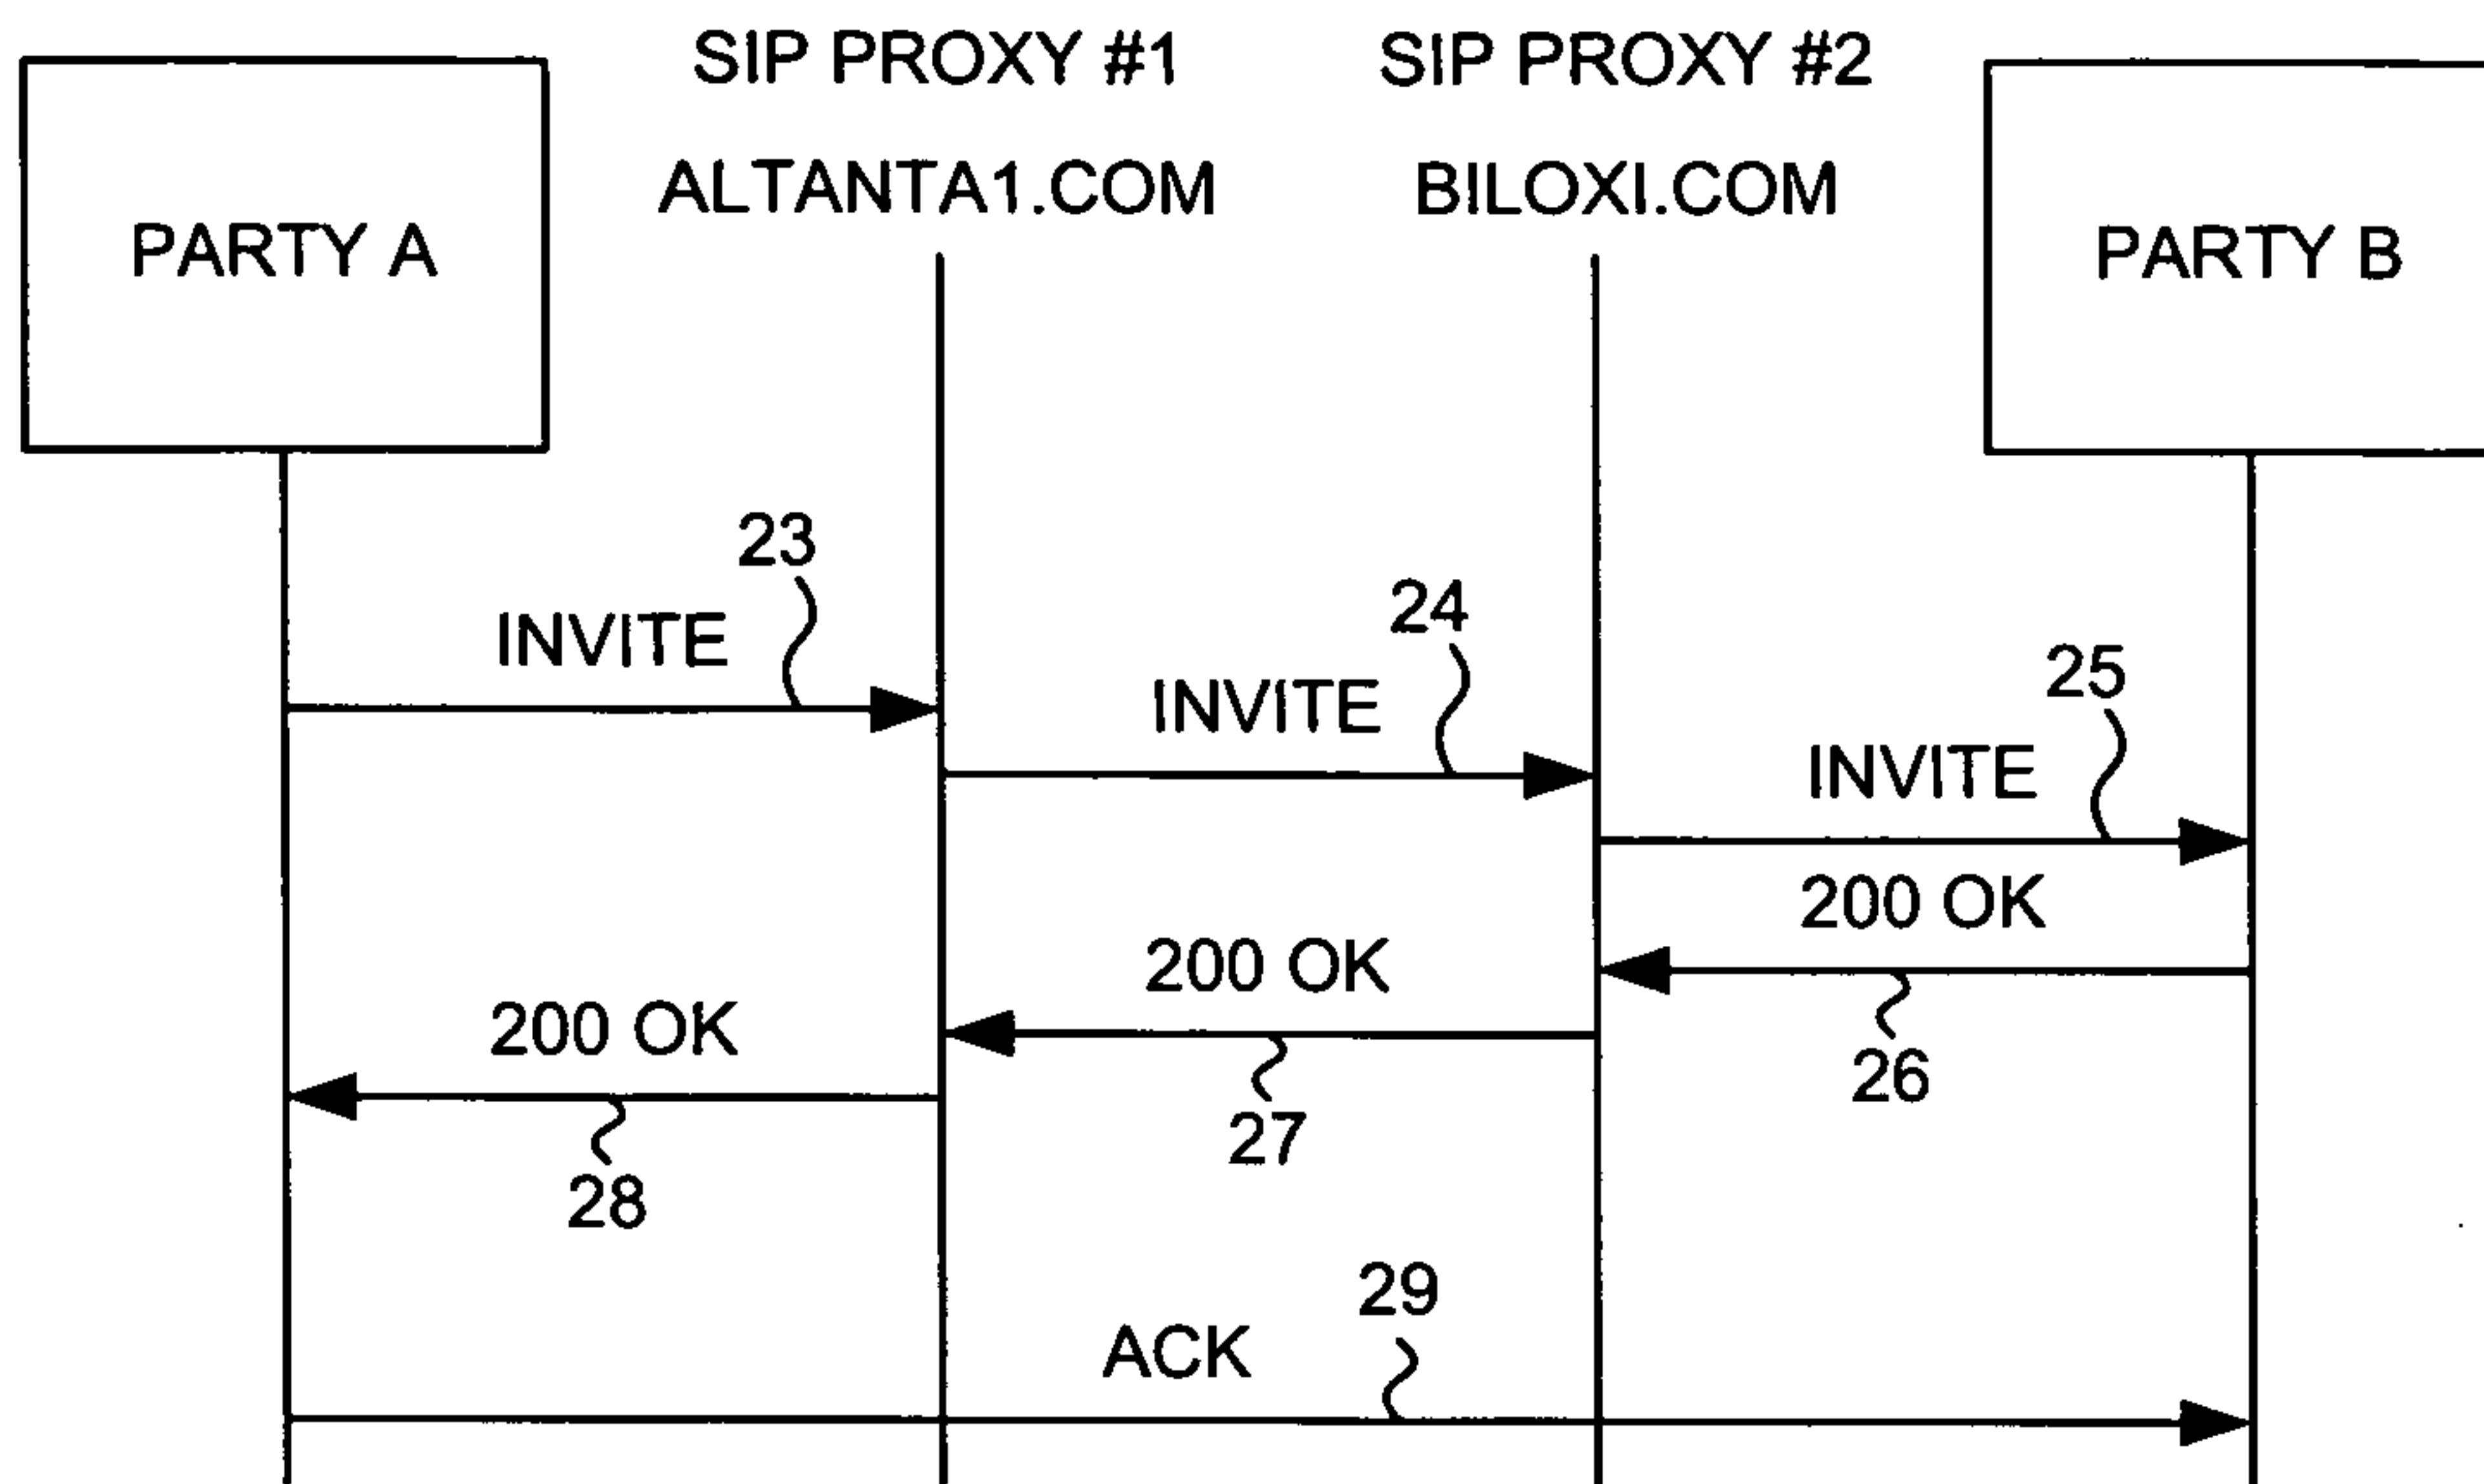 SIP PROXY #1
SIP PROXY #2
ALTANTA1.COM
BILOXI.COM
PARTY A
PARTY B
23
INVITE
24
INVITE
25
INVITE
200 OK
26
200 OK
27
200 OK
28
29
ACK